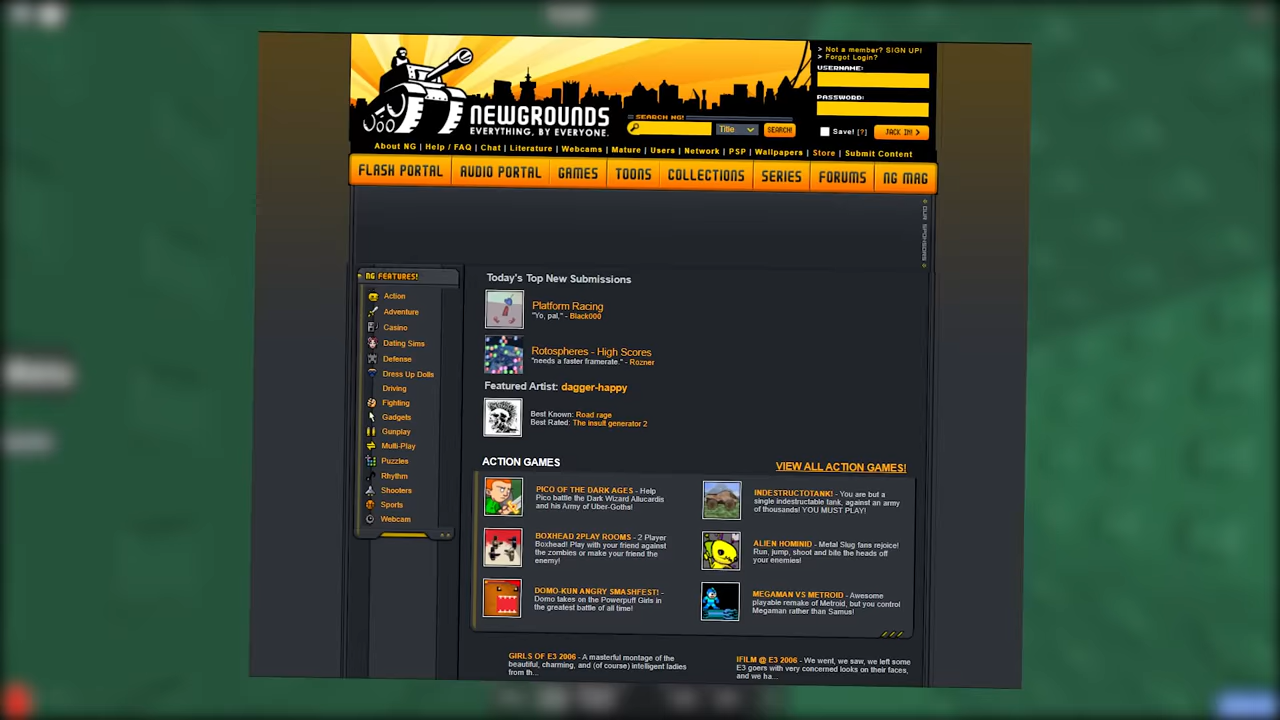 > Not a member? SIGN UP!
> Forgot Login?
USERNAME:
PASSWORD:
Save! [?] JACK IN! >
NEWGROUNDS
EVERYTHING, BY EVERYONE.
SEARCH NG!
Title SEARCH!
About NG | Help / FAQ | Chat | Literature | Webcams | Mature | Users | Network | PSP | Wallpapers | Store | Submit Content
FLASH PORTAL AUDIO PORTAL GAMES TOONS COLLECTIONS SERIES FORUMS NG MAG
OUR SPONSORS
NG FEATURES!
Action
Adventure
Casino
Dating Sims
Defense
Dress Up Dolls
Driving
Fighting
Gadgets
Gunplay
Multi-Play
Puzzles
Rhythm
Shooters
Sports
Webcam
Today's Top New Submissions
Platform Racing
"Yo, pal," - Black000
Rotospheres - High Scores
"needs a faster framerate." - Rozner
Featured Artist: dagger-happy
Best Known: Road rage
Best Rated: The insult generator 2
ACTION GAMES
VIEW ALL ACTION GAMES!
PICO OF THE DARK AGES - Help
Pico battle the Dark Wizard Allucardis
and his Army of Uber-Goths!
INDESTRUCTOTANK! - You are but a
single indestructable tank, against an army
of thousands! YOU MUST PLAY!
BOXHEAD 2PLAY ROOMS - 2 Player
Boxhead! Play with your friend against
the zombies or make your friend the
enemy!
ALIEN HOMINID - Metal Slug fans rejoice!
Run, jump, shoot and bite the heads off
your enemies!
DOMO-KUN ANGRY SMASHFEST! -
Domo takes on the Powerpuff Girls in
the greatest battle of all time!
MEGAMAN VS METROID - Awesome
playable remake of Metroid, but you control
Megaman rather than Samus!
GIRLS OF E3 2006 - A masterful montage of the
beautiful, charming, and (of course) intelligent ladies
from th...
IFILM @ E3 2006 - We went, we saw, we left some
E3 goers with very concerned looks on their faces,
and we ha...